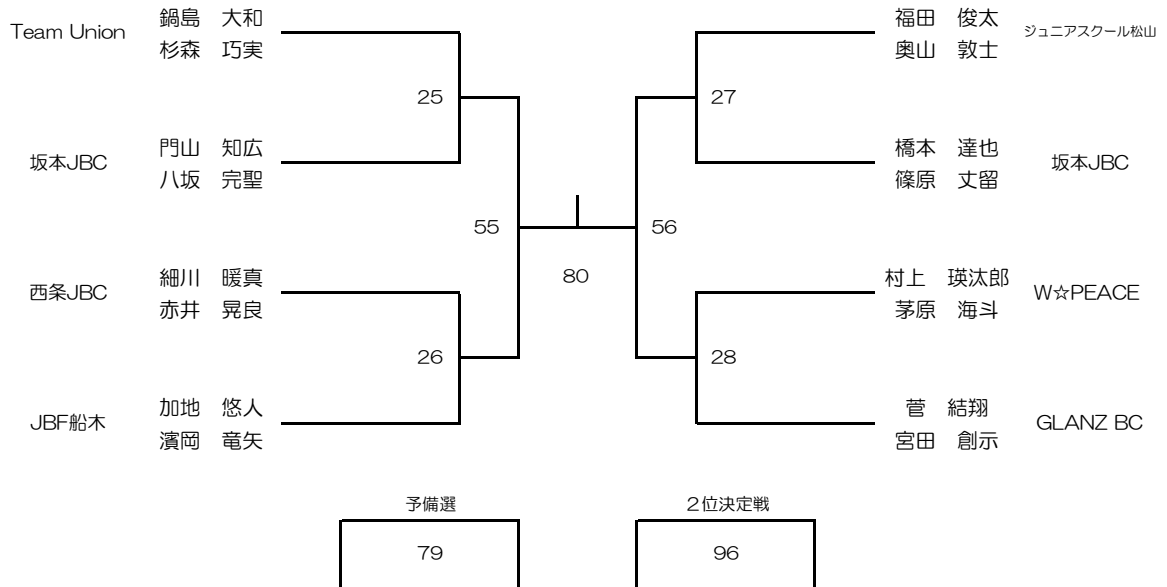 Team Union 鍋島　大和 福田　俊太 ジュニアスクール松山
杉森　巧実 奥山　敦士
25 27
坂本JBC 門山　知広 橋本　達也 坂本JBC
八坂　完聖 篠原　丈留
55 56
80
西条JBC 細川　暖真 村上　瑛汰郎 W☆PEACE
赤井　晃良 茅原　海斗
26 28
JBF船木 加地　悠人 菅　結翔 GLANZ BC
濱岡　竜矢 宮田　創示
予備選 2位決定戦
79 96